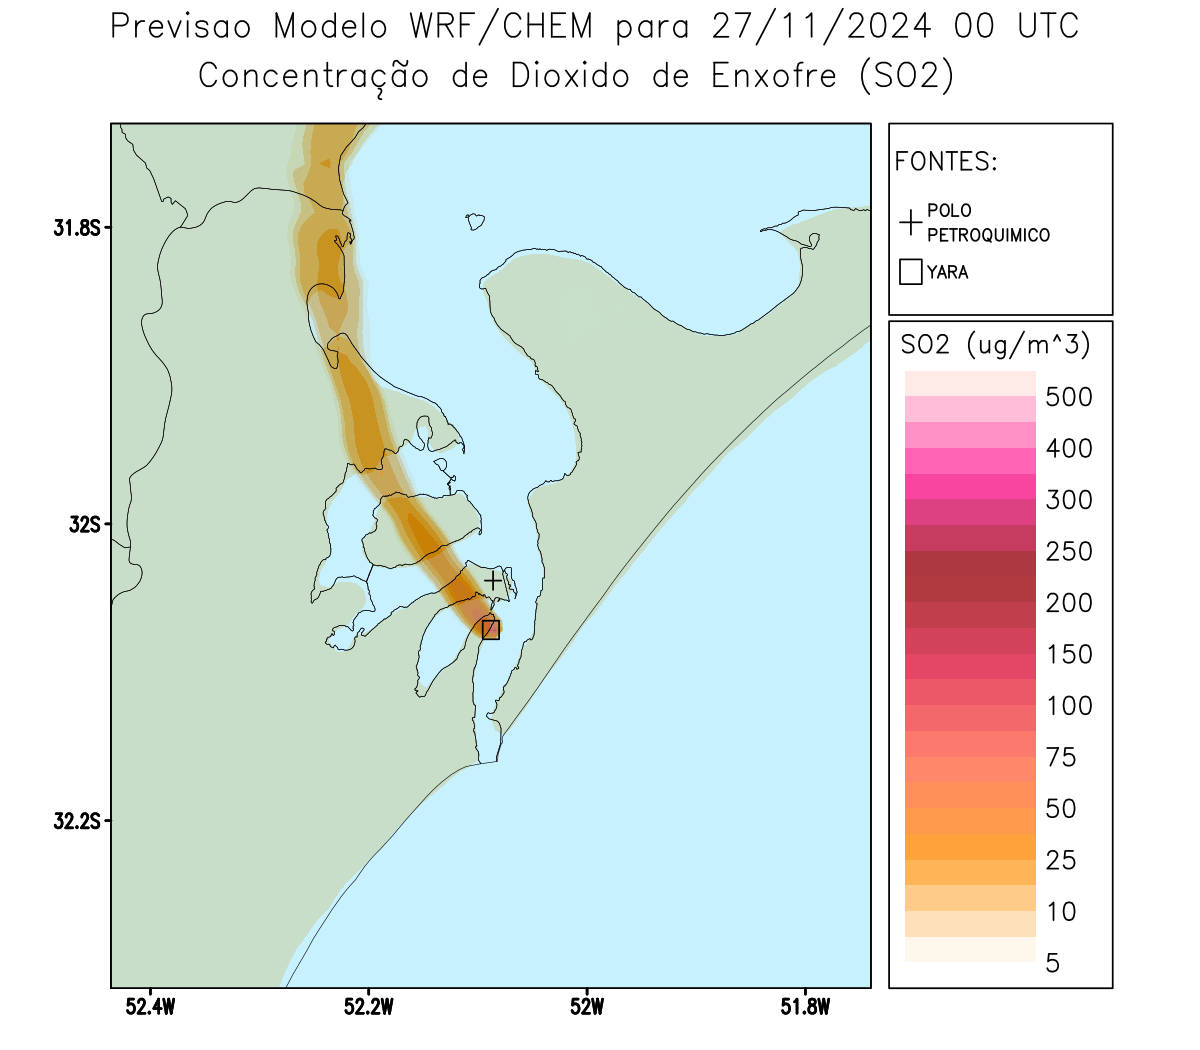 Previsao Modelo WRF/CHEM para 27/11/2024 00 UTC
Concentração de Dioxido de Enxofre (SO2)
FONTES:
POLO
PETROQUIMICO
YARA
SO2 (ug/m^3)
500
400
300
250
200
150
100
75
50
25
10
5
31.8S
32S
32.2S
52.4W
52.2W
52W
51.8W